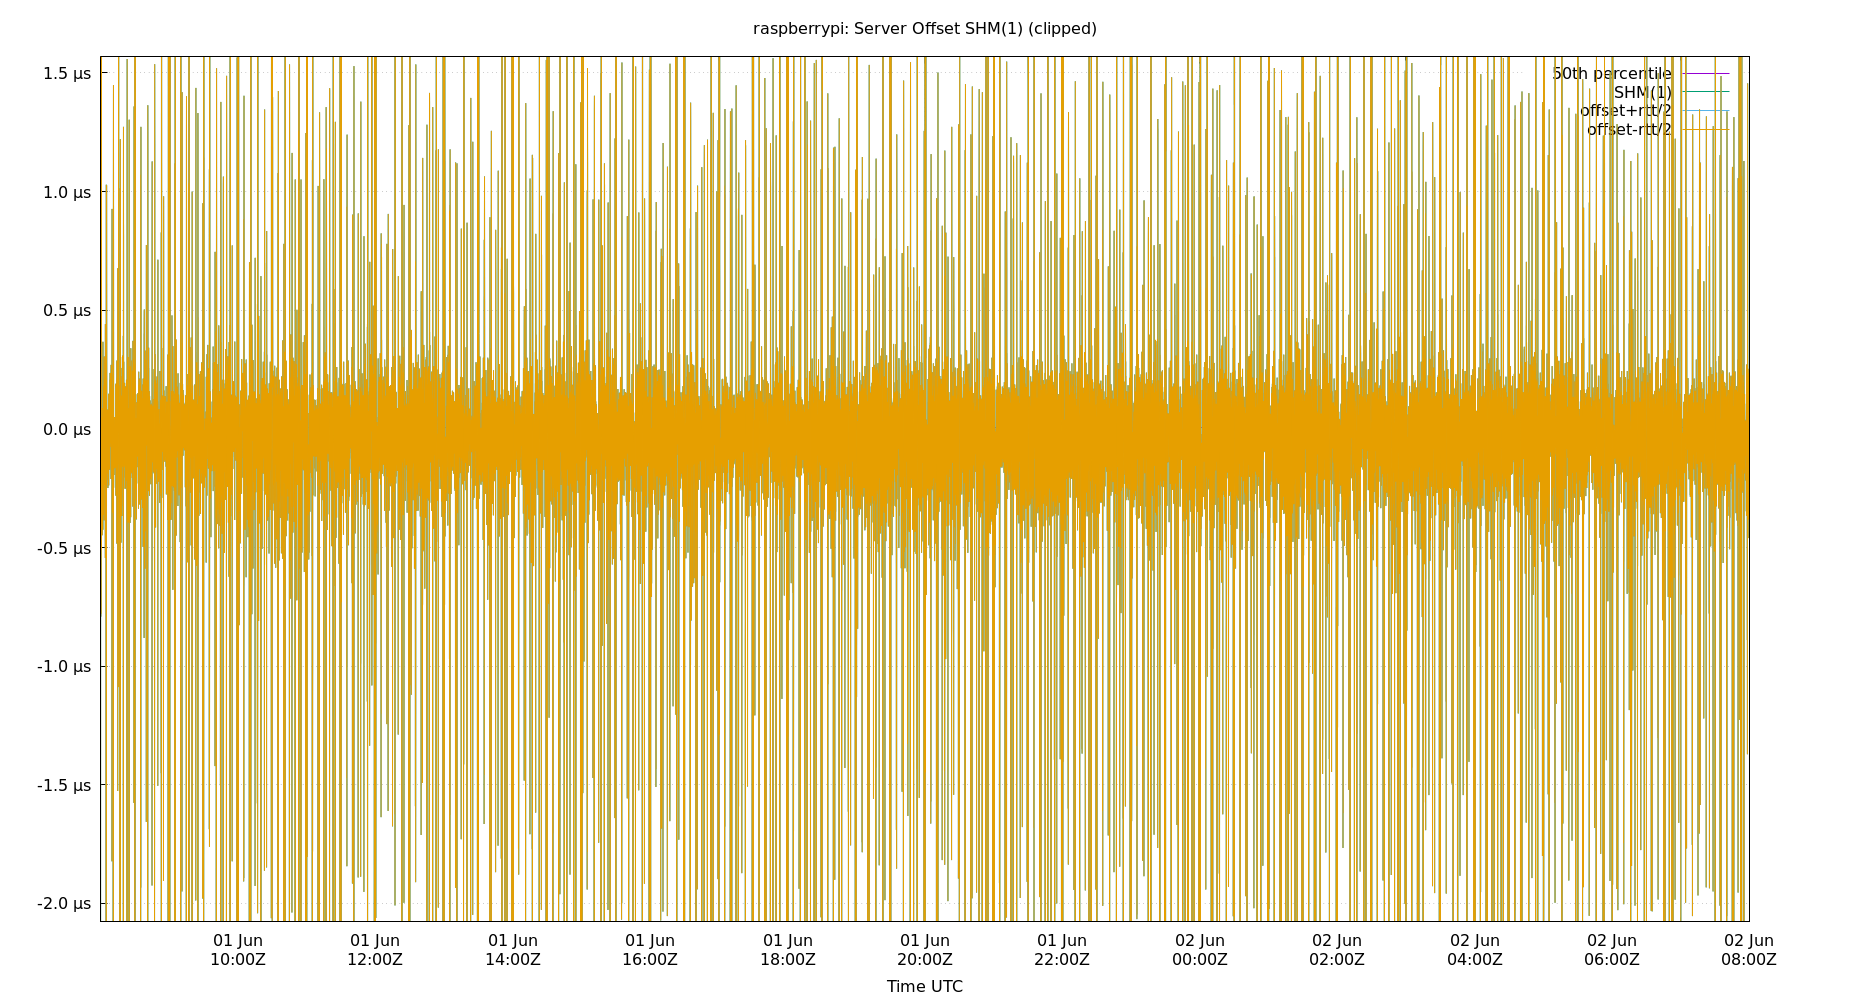 raspberrypi: Server Offset SHM(1) (clipped)
1.5 µs
1.0 µs
0.5 µs
0.0 µs
-0.5 µs
-1.0 µs
-1.5 µs
-2.0 µs
50th percentile
SHM(1)
offset+rtt/2
offset-rtt/2
01 Jun 01 Jun 01 Jun 01 Jun 01 Jun 01 Jun 01 Jun 02 Jun 02 Jun 02 Jun 02 Jun 02 Jun
10:00Z 12:00Z 14:00Z 16:00Z 18:00Z 20:00Z 22:00Z 00:00Z 02:00Z 04:00Z 06:00Z 08:00Z
Time UTC